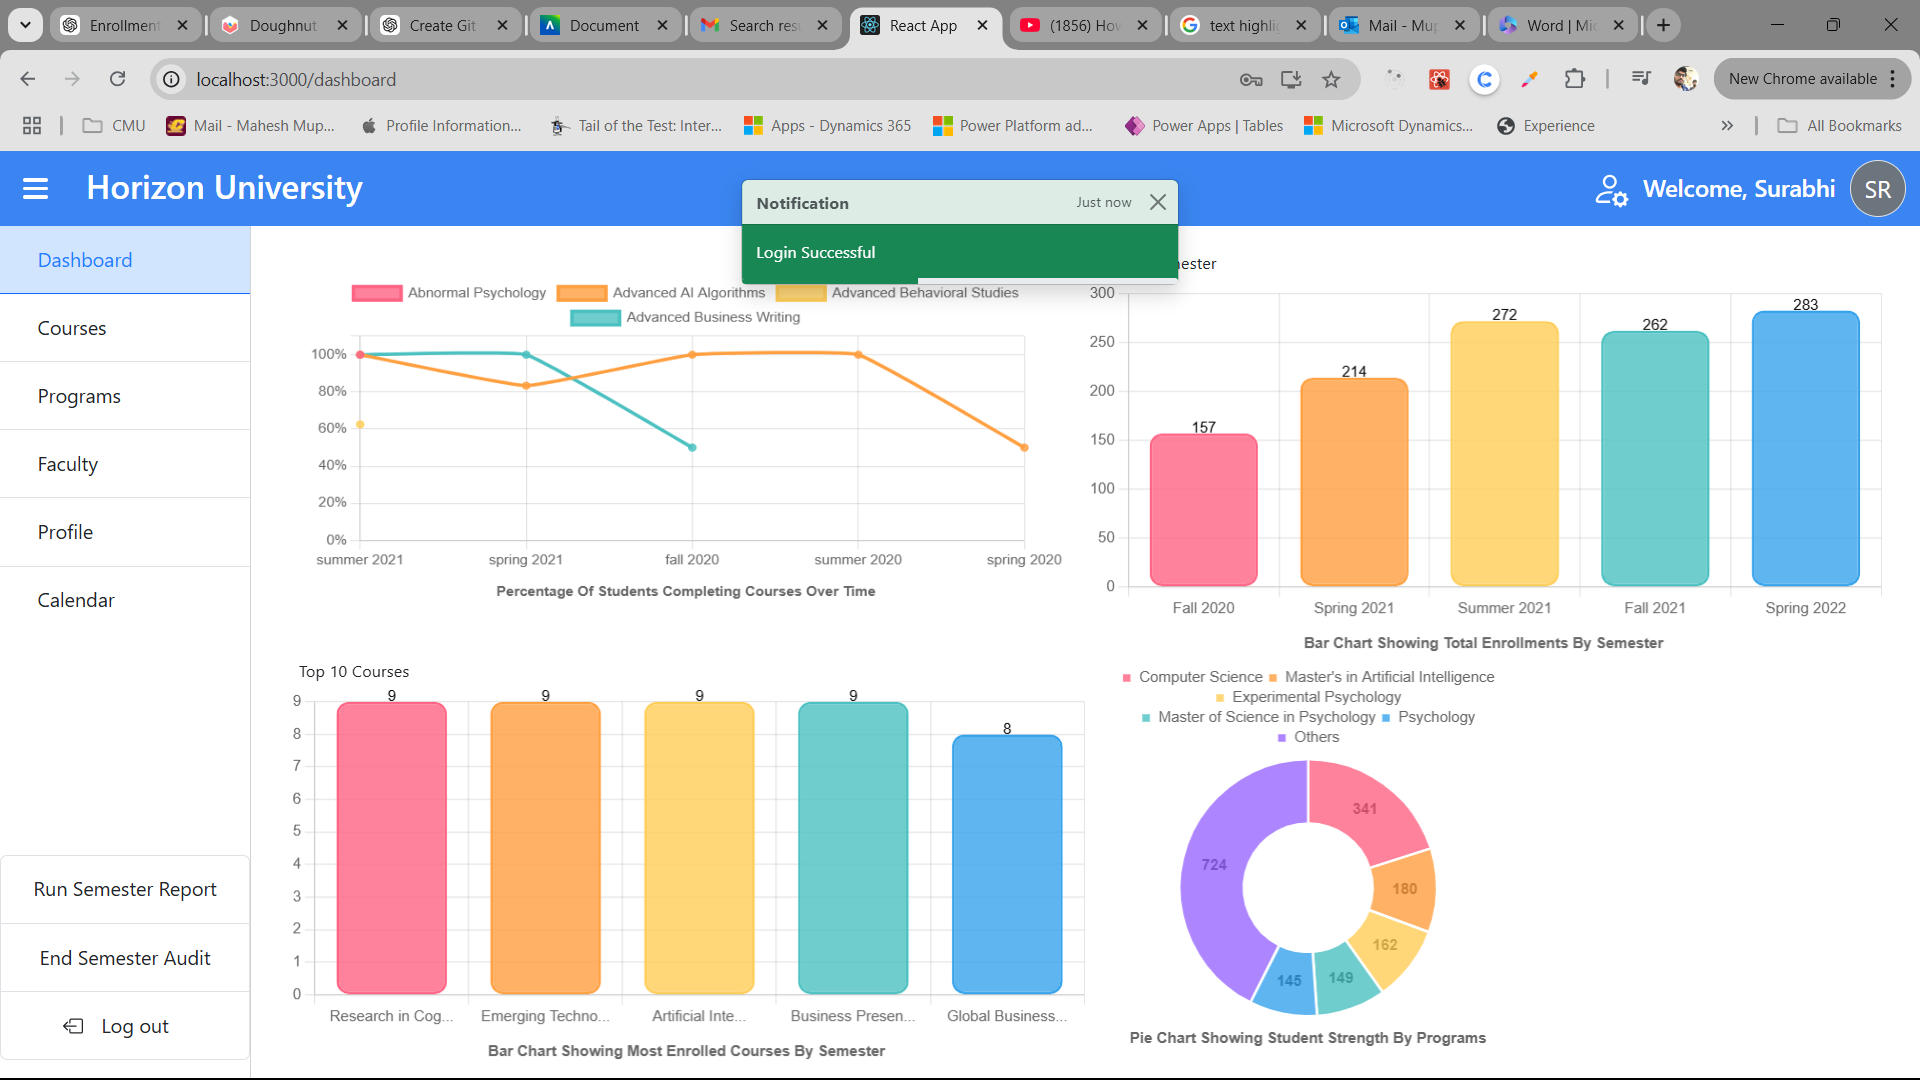 Enrollment
Doughnut
Create Git
Document
Search res
React App
(1856) How
text highlig
Mail - Mup
Word | Mic
localhost:3000/dashboard
New Chrome available
CMU
Mail - Mahesh Mup...
Profile Information...
Tail of the Test: Inter...
Apps - Dynamics 365
Power Platform ad...
Power Apps | Tables
Microsoft Dynamics...
Experience
All Bookmarks
Horizon University
Welcome, Surabhi
SR
Notification
Just now
Login Successful
Dashboard
Courses
Programs
Faculty
Profile
Calendar
Run Semester Report
End Semester Audit
Log out
Abnormal Psychology Advanced AI Algorithms Advanced Behavioral Studies
Advanced Business Writing
100%
80%
60%
40%
20%
0%
summer 2021 spring 2021 fall 2020 summer 2020 spring 2020
Percentage Of Students Completing Courses Over Time
ester
300
250
200
150
100
50
0
157
214
272
262
283
Fall 2020 Spring 2021 Summer 2021 Fall 2021 Spring 2022
Bar Chart Showing Total Enrollments By Semester
Top 10 Courses
9
8
7
6
5
4
3
2
1
0
9
9
9
9
8
Research in Cog... Emerging Techno... Artificial Inte... Business Presen... Global Business...
Bar Chart Showing Most Enrolled Courses By Semester
Computer Science Master's in Artificial Intelligence
Experimental Psychology
Master of Science in Psychology Psychology
Others
341
180
162
149
145
724
Pie Chart Showing Student Strength By Programs